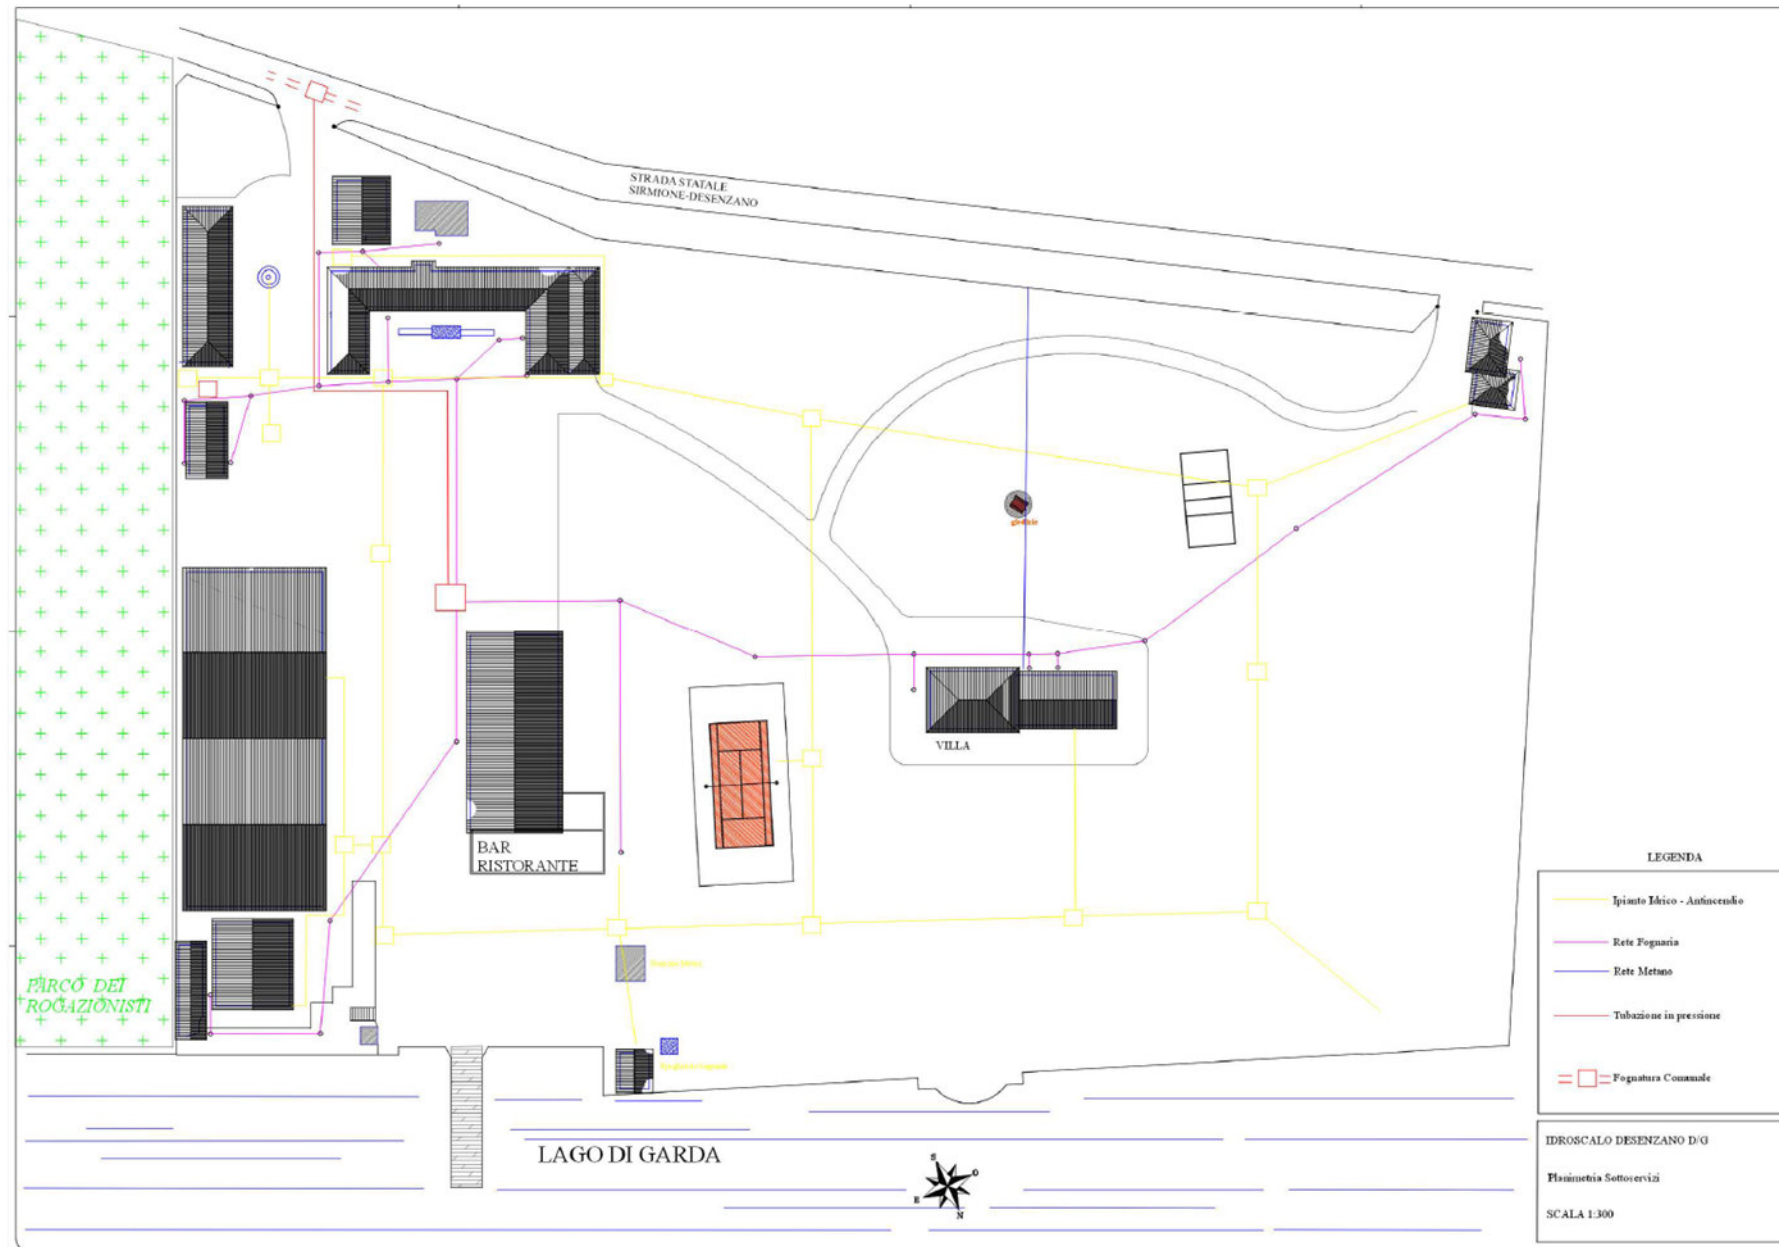 STRADA STATALE
SIRMIONE-DESENZANO
VILLA
BAR
RISTORANTE
PARCO DEI
ROGAZIONISTI
LAGO DI GARDA
S
O
E
N
LEGENDA
Ipianto Idrico - Antincendio
Rete Fognaria
Rete Metano
Tubazione in pressione
Fognatura Comunale
IDROSCALO DESENZANO D/G
Planimetria Sottoservizi
SCALA 1:300